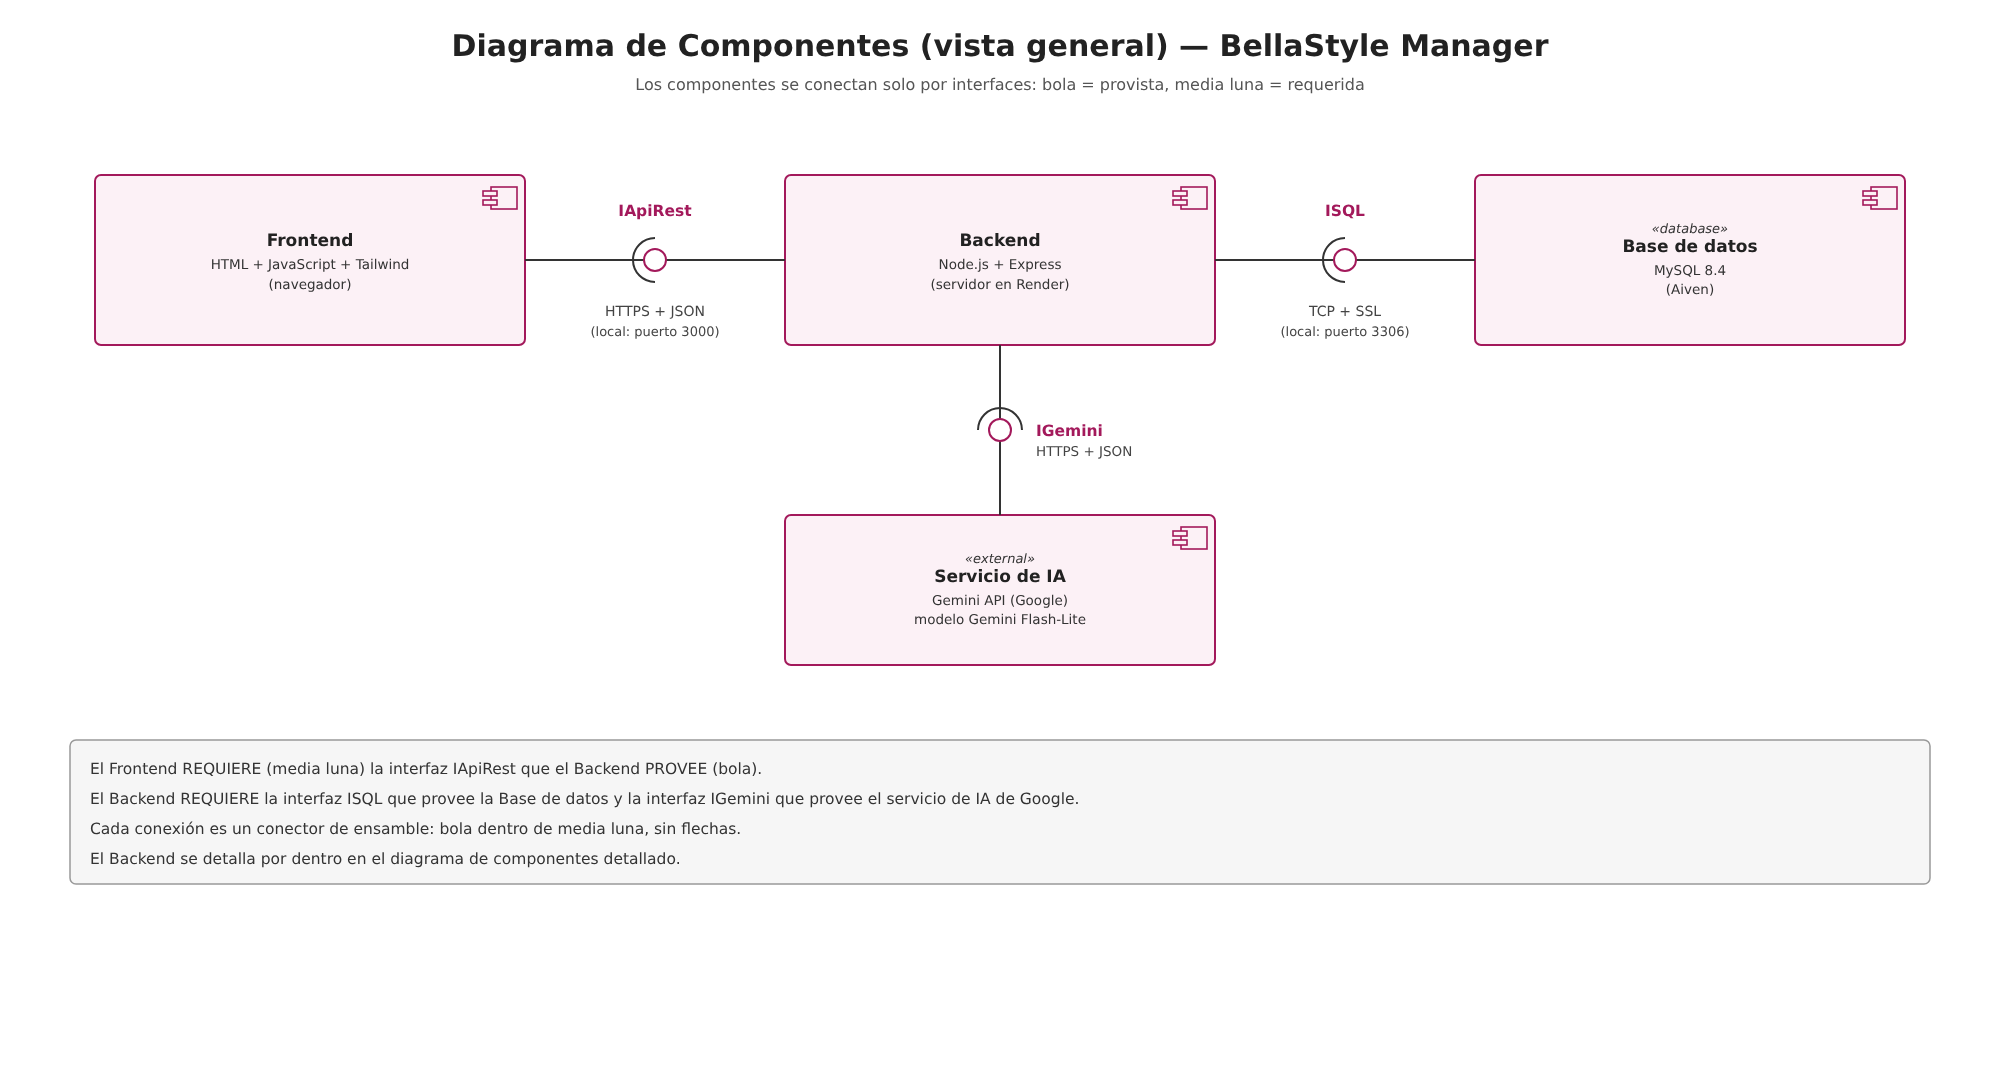 Diagrama de Componentes (vista general) — BellaStyle Manager
Los componentes se conectan solo por interfaces: bola = provista, media luna = requerida
Frontend
HTML + JavaScript + Tailwind
(navegador)
IApiRest
HTTPS + JSON
(local: puerto 3000)
Backend
Node.js + Express
(servidor en Render)
ISQL
TCP + SSL
(local: puerto 3306)
«database»
Base de datos
MySQL 8.4
(Aiven)
IGemini
HTTPS + JSON
«external»
Servicio de IA
Gemini API (Google)
modelo Gemini Flash-Lite
El Frontend REQUIERE (media luna) la interfaz IApiRest que el Backend PROVEE (bola).
El Backend REQUIERE la interfaz ISQL que provee la Base de datos y la interfaz IGemini que provee el servicio de IA de Google.
Cada conexión es un conector de ensamble: bola dentro de media luna, sin flechas.
El Backend se detalla por dentro en el diagrama de componentes detallado.